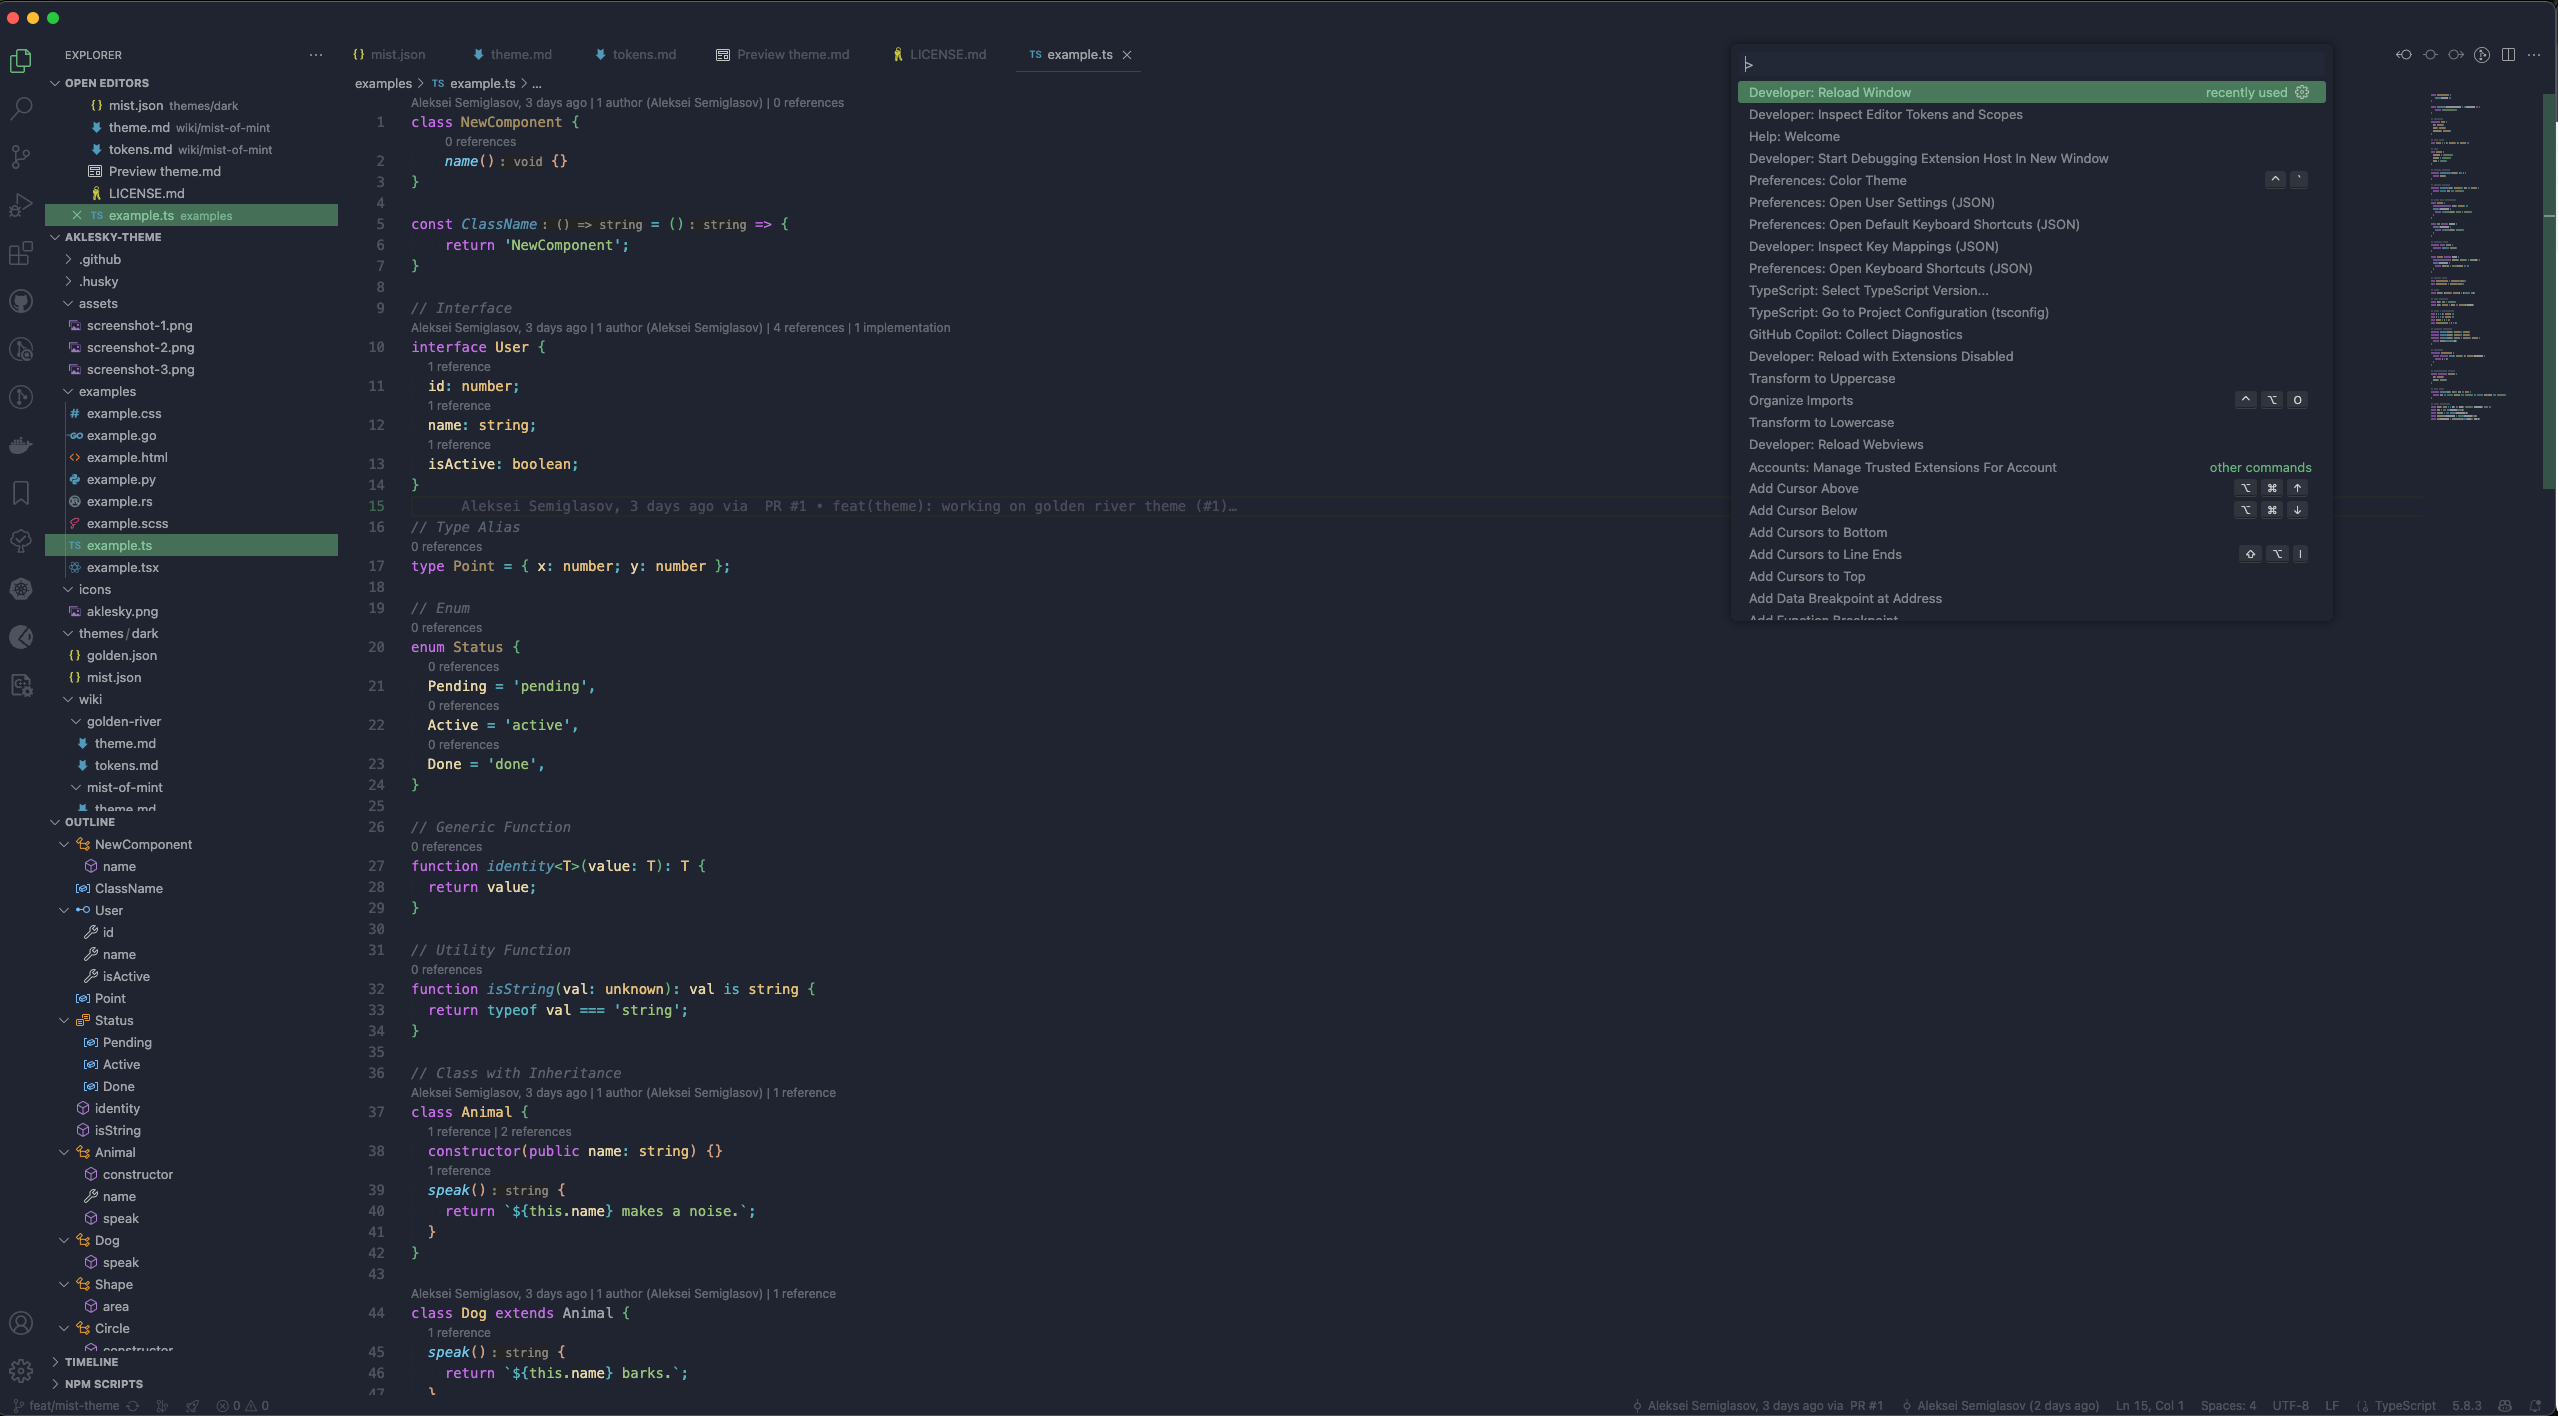 EXPLORER
OPEN EDITORS
mist.json themes/dark
theme.md wiki/mist-of-mint
tokens.md wiki/mist-of-mint
Preview theme.md
LICENSE.md
TS example.ts examples
AKLESKY-THEME
.github
.husky
assets
screenshot-1.png
screenshot-2.png
screenshot-3.png
examples
example.css
example.go
example.html
example.py
example.rs
example.scss
TS example.ts
example.tsx
icons
aklesky.png
themes/dark
golden.json
mist.json
wiki
golden-river
theme.md
tokens.md
mist-of-mint
theme.md
OUTLINE
NewComponent
name
ClassName
User
id
name
isActive
Point
Status
Pending
Active
Done
identity
isString
Animal
constructor
name
speak
Dog
speak
Shape
area
Circle
constructor
TIMELINE
NPM SCRIPTS
mist.json theme.md tokens.md Preview theme.md LICENSE.md TS example.ts
examples > TS example.ts > ...
Aleksei Semiglasov, 3 days ago | 1 author (Aleksei Semiglasov) | 0 references
1 class NewComponent {
0 references
2 name(): void {}
3 }
4
5 const ClassName: () => string = (): string => {
6 return 'NewComponent';
7 }
8
9 // Interface
Aleksei Semiglasov, 3 days ago | 1 author (Aleksei Semiglasov) | 4 references | 1 implementation
10 interface User {
1 reference
11 id: number;
1 reference
12 name: string;
1 reference
13 isActive: boolean;
14 }
15 Aleksei Semiglasov, 3 days ago via PR #1 • feat(theme): working on golden river theme (#1)…
16 // Type Alias
0 references
17 type Point = { x: number; y: number };
18
19 // Enum
0 references
20 enum Status {
0 references
21 Pending = 'pending',
0 references
22 Active = 'active',
0 references
23 Done = 'done',
24 }
25
26 // Generic Function
0 references
27 function identity<T>(value: T): T {
28 return value;
29 }
30
31 // Utility Function
0 references
32 function isString(val: unknown): val is string {
33 return typeof val === 'string';
34 }
35
36 // Class with Inheritance
Aleksei Semiglasov, 3 days ago | 1 author (Aleksei Semiglasov) | 1 reference
37 class Animal {
1 reference | 2 references
38 constructor(public name: string) {}
1 reference
39 speak(): string {
40 return `${this.name} makes a noise.`;
41 }
42 }
43
Aleksei Semiglasov, 3 days ago | 1 author (Aleksei Semiglasov) | 1 reference
44 class Dog extends Animal {
1 reference
45 speak(): string {
46 return `${this.name} barks.`;
47 }
>
Developer: Reload Window recently used
Developer: Inspect Editor Tokens and Scopes
Help: Welcome
Developer: Start Debugging Extension Host In New Window
Preferences: Color Theme ^ `
Preferences: Open User Settings (JSON)
Preferences: Open Default Keyboard Shortcuts (JSON)
Developer: Inspect Key Mappings (JSON)
Preferences: Open Keyboard Shortcuts (JSON)
TypeScript: Select TypeScript Version...
TypeScript: Go to Project Configuration (tsconfig)
GitHub Copilot: Collect Diagnostics
Developer: Reload with Extensions Disabled
Transform to Uppercase
Organize Imports ^ ⌥ O
Transform to Lowercase
Developer: Reload Webviews
Accounts: Manage Trusted Extensions For Account other commands
Add Cursor Above ⌥ ⌘ ↑
Add Cursor Below ⌥ ⌘ ↓
Add Cursors to Bottom
Add Cursors to Line Ends ⇧ ⌥ I
Add Cursors to Top
Add Data Breakpoint at Address
Add Function Breakpoint
feat/mist-theme 0 0 Aleksei Semiglasov, 3 days ago via PR #1 Aleksei Semiglasov (2 days ago) Ln 15, Col 1 Spaces: 4 UTF-8 LF TypeScript 5.8.3